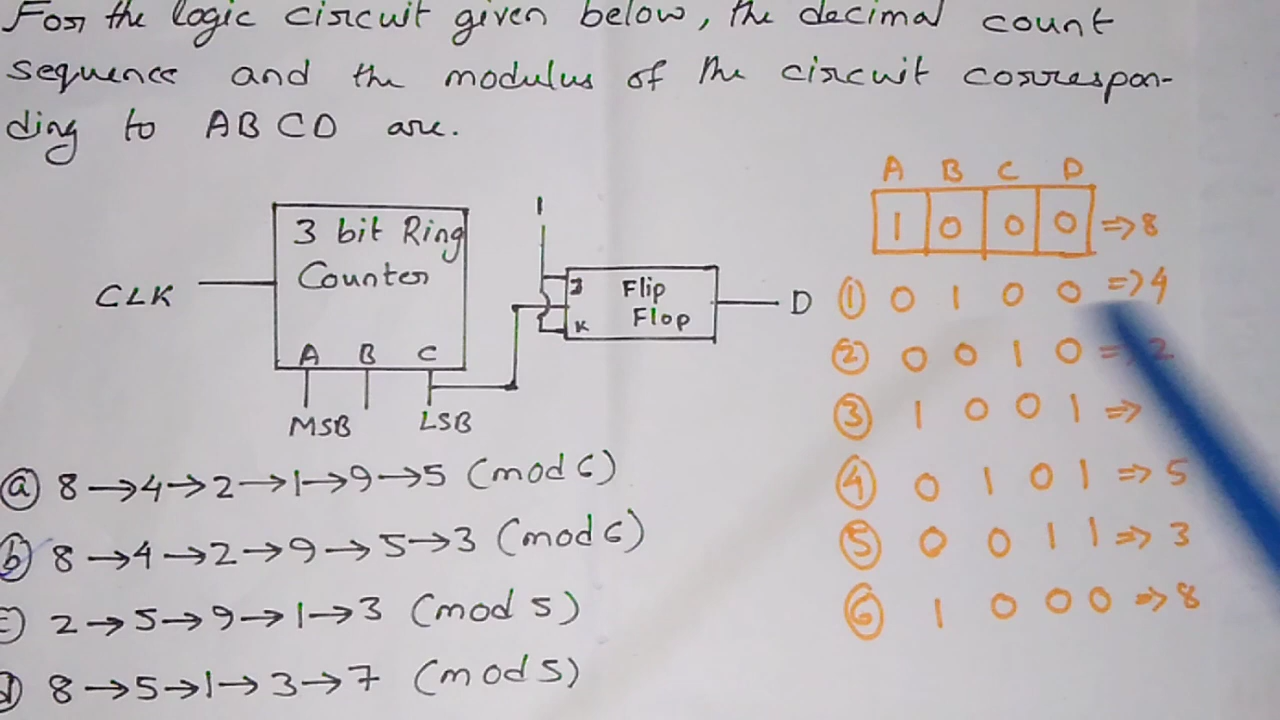 For the logic circuit given below, the decimal count
sequence and the modulus of the circuit correspon-
ding to ABCD are.
3 bit Ring
Counter
CLK
A B C
MSB LSB
1
J Flip
K Flop
D
A B C D
1 0 0 0 => 8
① 0 1 0 0 => 4
② 0 0 1 0 => 2
③ 1 0 0 1 =>
④ 0 1 0 1 => 5
⑤ 0 0 1 1 => 3
⑥ 1 0 0 0 => 8
ⓐ 8→4→2→1→9→5 (mod 6)
ⓑ 8→4→2→9→5→3 (mod 6)
ⓒ 2→5→9→1→3 (mod 5)
ⓓ 8→5→1→3→7 (mod 5)